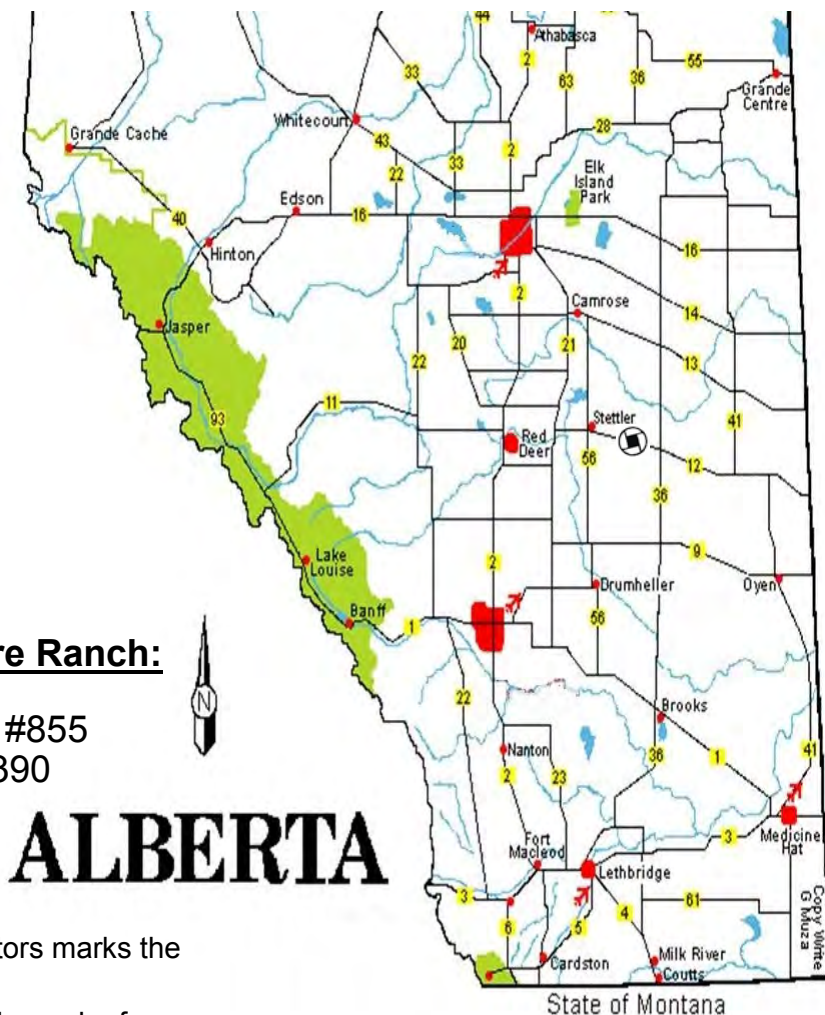 44
Athabasca
2
33
63
36
55
Grande
Centre
Whitecourt
28
Grande Cache
43
33
2
22
Elk
Island
Park
Edson
16
40
Hinton
16
2
Camrose
14
Jasper
20
21
22
13
11
93
Stettler
41
Red
Deer
56
12
36
Lake
Louise
2
9
Drumheller
Oyen
Banff
1
56
re Ranch:
N
22
Brooks
#855
390
Nanton
2
23
36
1
41
ALBERTA
Fort
Macleod
3
Medicine
Hat
Lethbridge
3
6
5
4
61
Copy Write
G Muza
tors marks the
Cardston
Milk River
Coutts
State of Montana